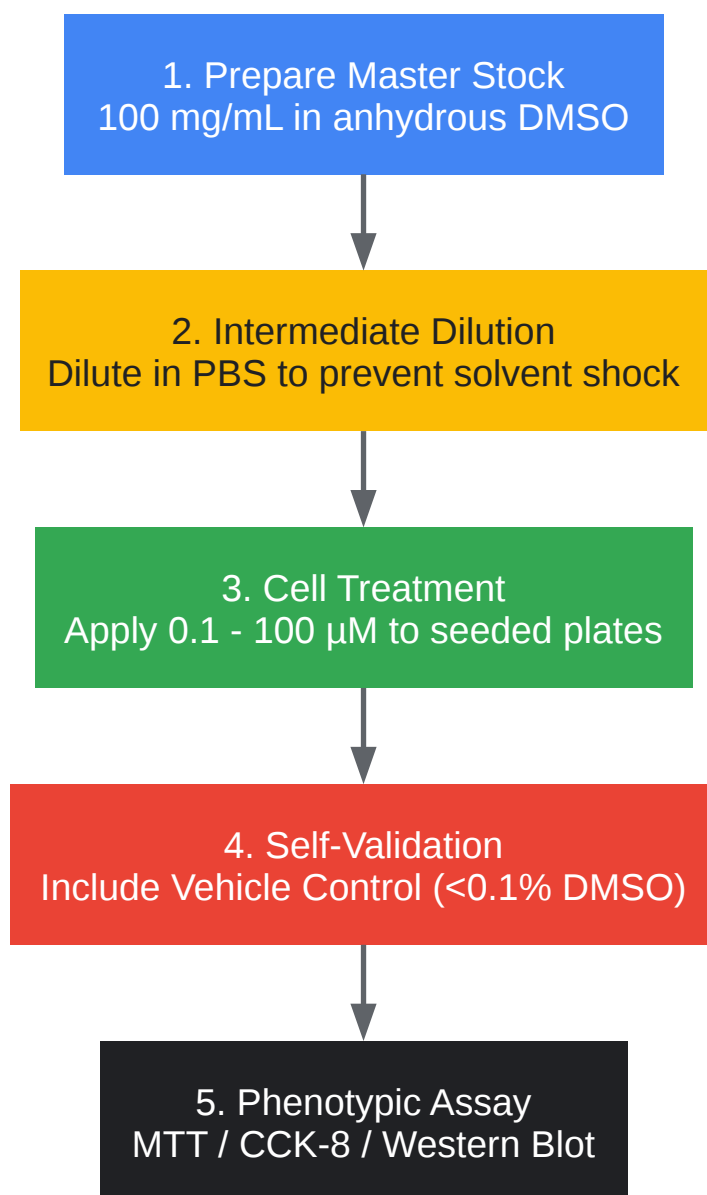 1. Prepare Master Stock
100 mg/mL in anhydrous DMSO
2. Intermediate Dilution
Dilute in PBS to prevent solvent shock
3. Cell Treatment
Apply 0.1 - 100 µM to seeded plates
4. Self-Validation
Include Vehicle Control (<0.1% DMSO)
5. Phenotypic Assay
MTT / CCK-8 / Western Blot